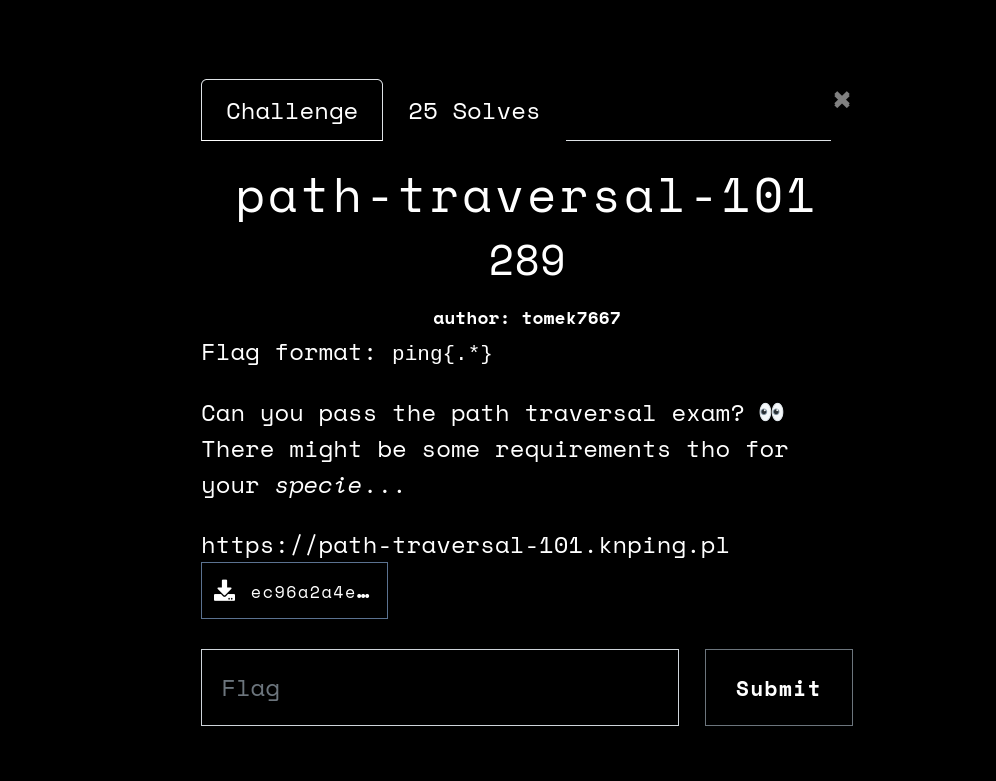 Challenge
25 Solves
×
path-traversal-101
289
author: tomek7667
Flag format: ping{.*}
Can you pass the path traversal exam? 👀
There might be some requirements tho for
your specie...
https://path-traversal-101.knping.pl
ec96a2a4e…
Flag
Submit